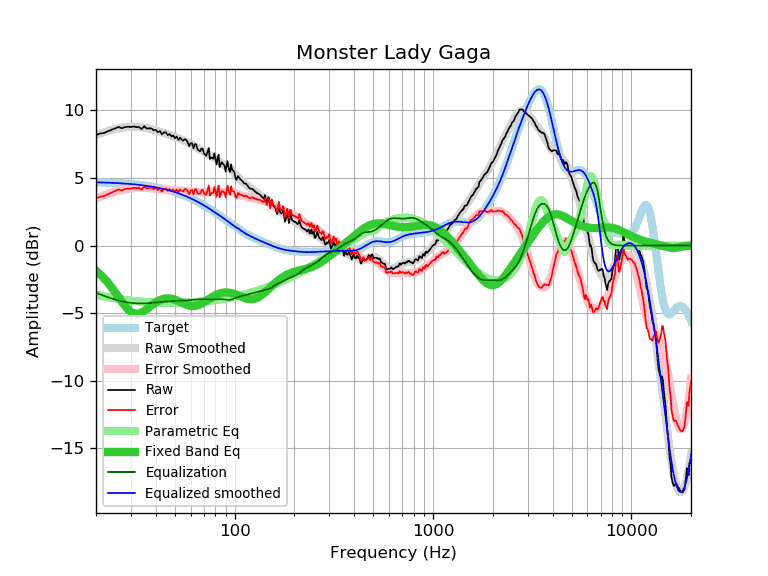 Monster Lady Gaga
10
5
0
−5
−10
−15
Amplitude (dBr)
Target
Raw Smoothed
Error Smoothed
Raw
Error
Parametric Eq
Fixed Band Eq
Equalization
Equalized smoothed
100
1000
10000
Frequency (Hz)